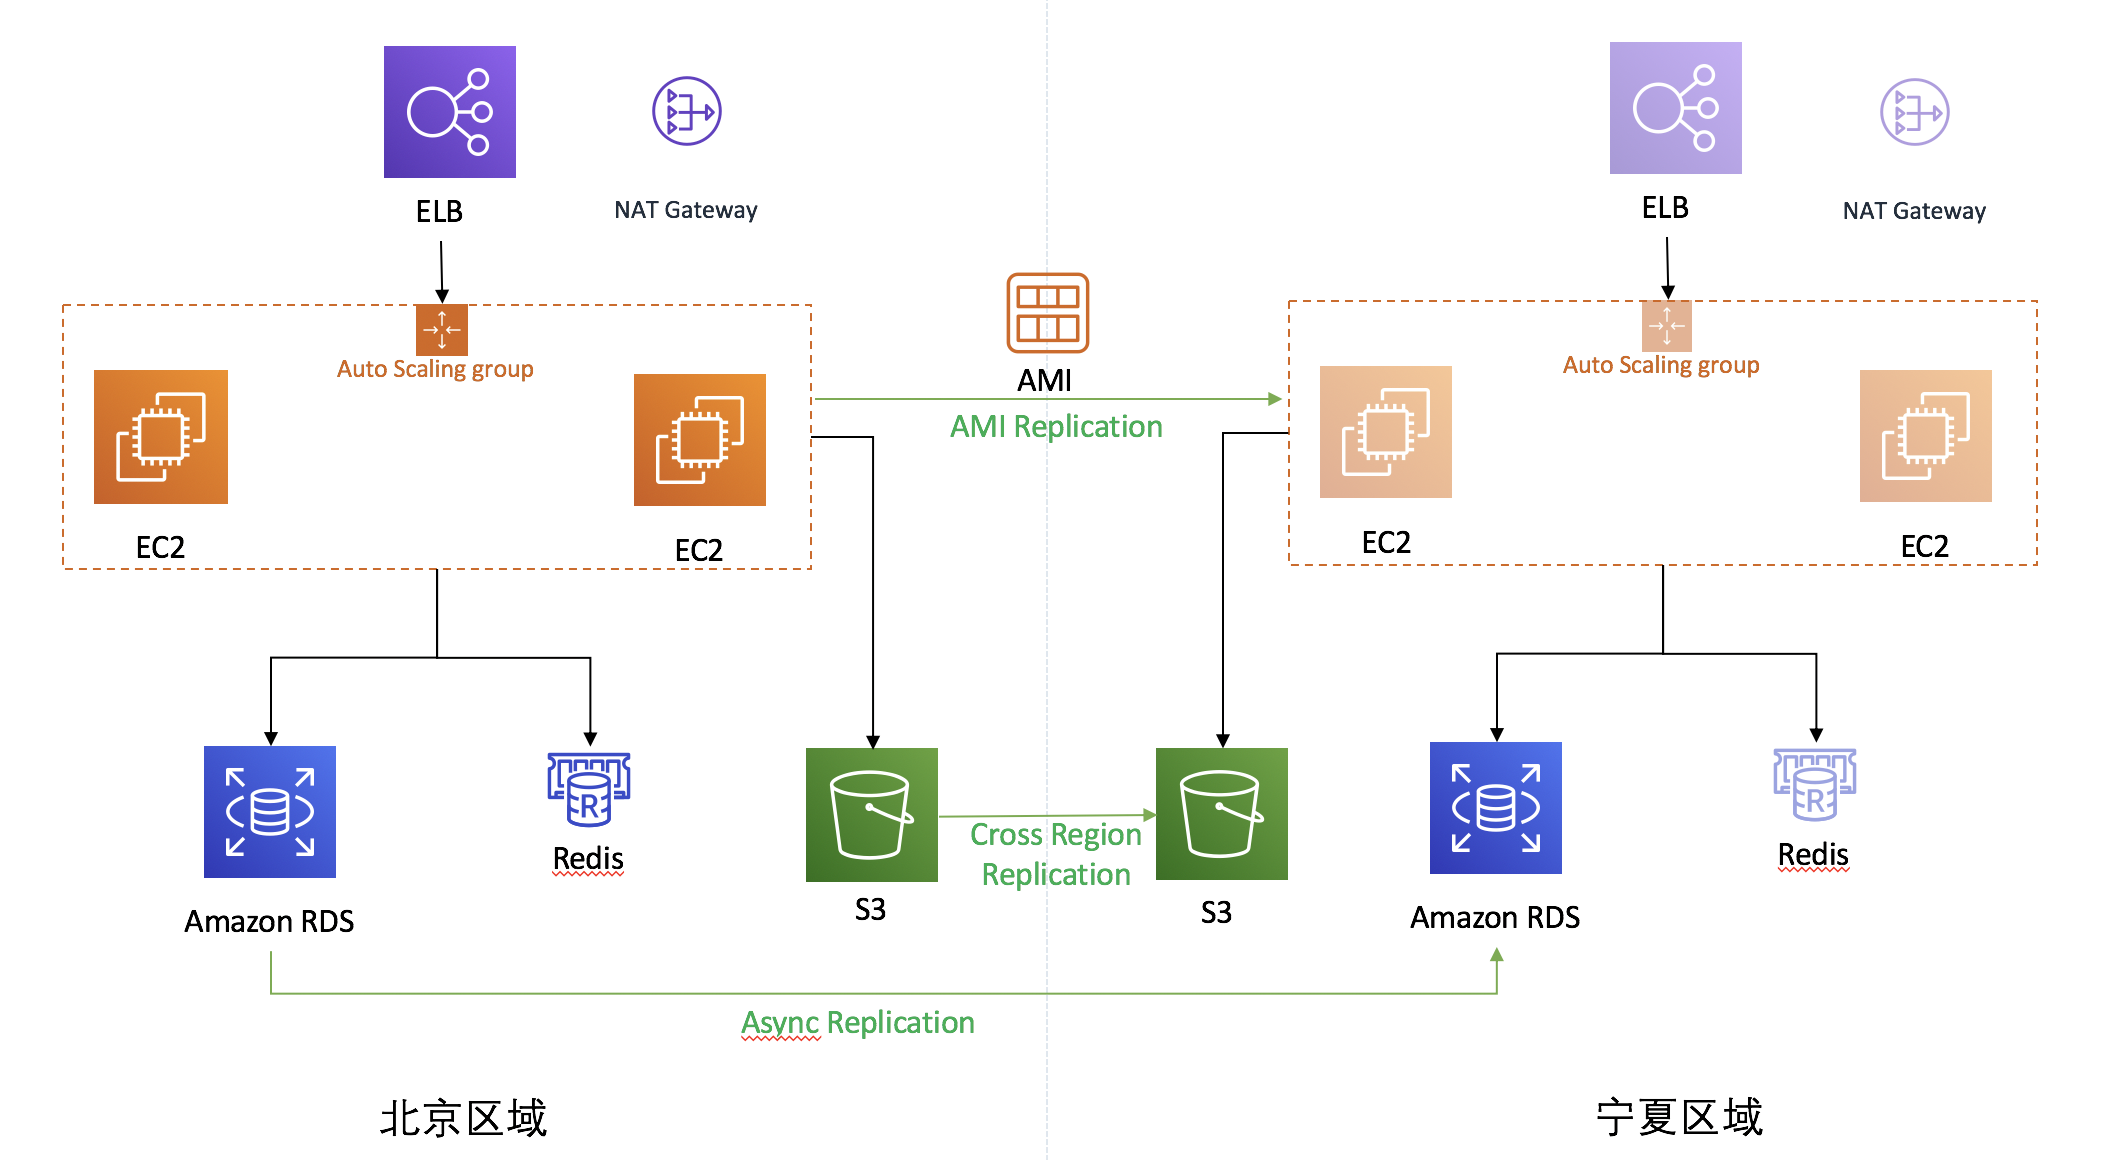 ELB
NAT Gateway
ELB
NAT Gateway
Auto Scaling group
AMI
Auto Scaling group
AMI Replication
EC2
EC2
EC2
EC2
R
Redis
R
Redis
Cross Region
Replication
Amazon RDS
S3
S3
Amazon RDS
Async Replication
北京区域
宁夏区域